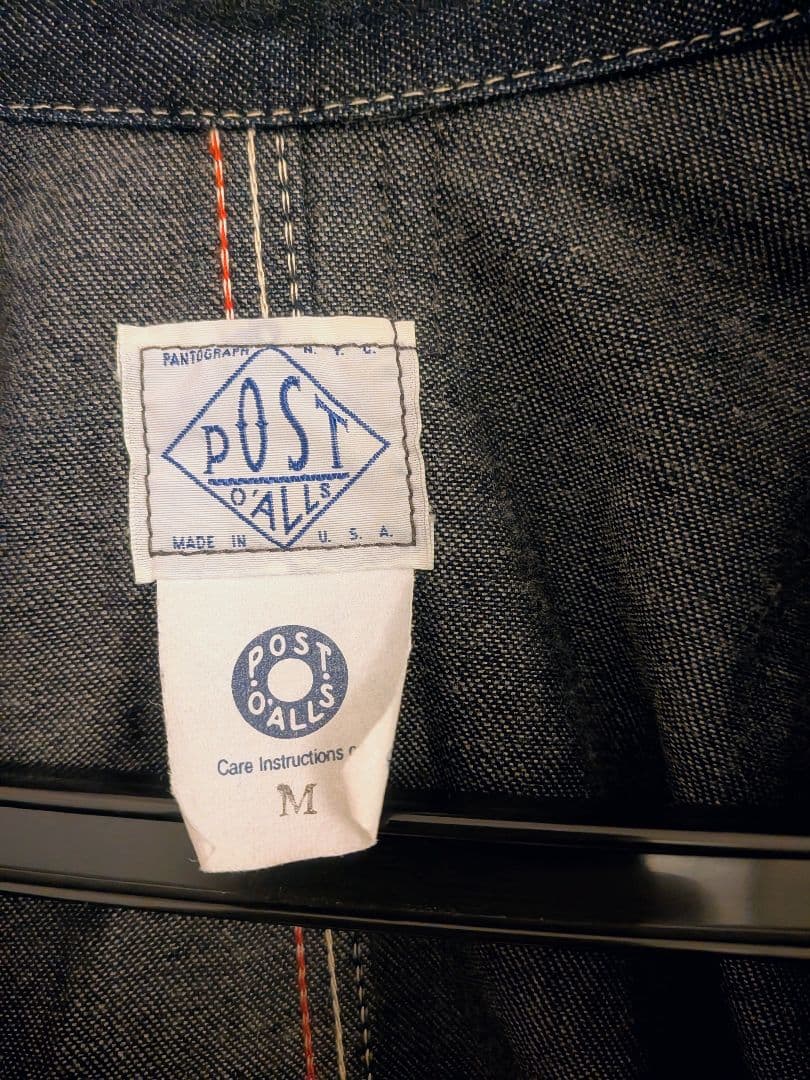 PANTOGRAPH N. Y. C.
POST
O'ALLS
MADE IN U. S. A.
POST
O'ALLS
Care Instructions
M